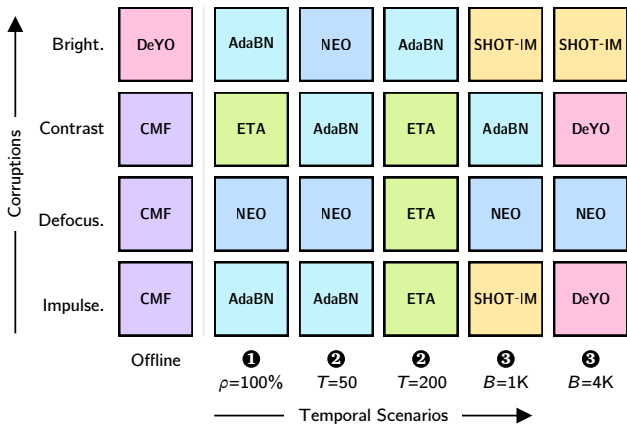 Corruptions
Bright. DeYO AdaBN NEO AdaBN SHOT-IM SHOT-IM
Contrast CMF ETA AdaBN ETA AdaBN DeYO
Defocus. CMF NEO NEO ETA NEO NEO
Impulse. CMF AdaBN AdaBN ETA SHOT-IM DeYO
Offline ❶ ❷ ❷ ❸ ❸
ρ=100% T=50 T=200 B=1K B=4K
Temporal Scenarios